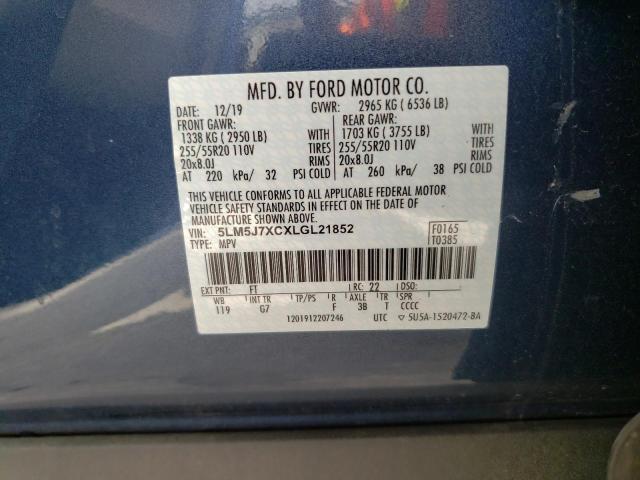 MFD. BY FORD MOTOR CO.
DATE: 12/19 GVWR: 2965 KG ( 6536 LB)
FRONT GAWR: REAR GAWR:
1338 KG ( 2950 LB) WITH 1703 KG ( 3755 LB) WITH
255/55R20 110V TIRES 255/55R20 110V TIRES
20x8.0J RIMS 20x8.0J RIMS
AT 220 kPa/ 32 PSI COLD AT 260 kPa/ 38 PSI COLD
THIS VEHICLE CONFORMS TO ALL APPLICABLE FEDERAL MOTOR
VEHICLE SAFETY STANDARDS IN EFFECT ON THE DATE OF
MANUFACTURE SHOWN ABOVE.
VIN: 5LM5J7XCXLGL21852 F0165
TYPE: MPV T0385
EXT PNT: FT RC: 22 DSO:
WB INT TR TP/PS R AXLE TR SPR
119 G7 F 3B T CCCC
1201912207246 UTC ▽ 5U5A-1520472-BA